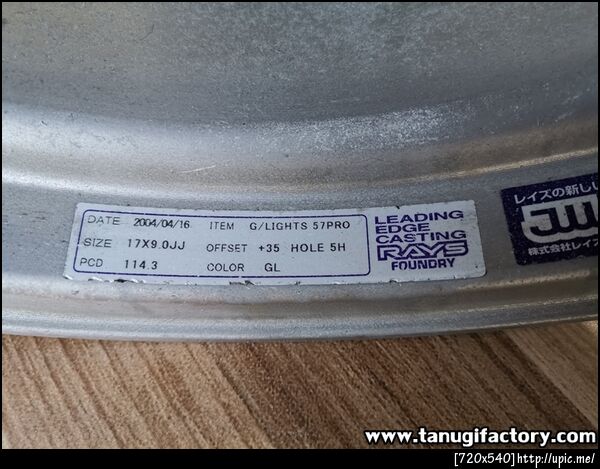 DATE 2004/04/16 ITEM G/LIGHTS 57PRO
SIZE 17X9.0JJ OFFSET +35 HOLE 5H
PCD 114.3 COLOR GL
LEADING
EDGE
CASTING
RAYS
FOUNDRY
レイズの新しい
JW
株式会社レイズ
www.tanugifactory.com
[720x540]http://upic.me/